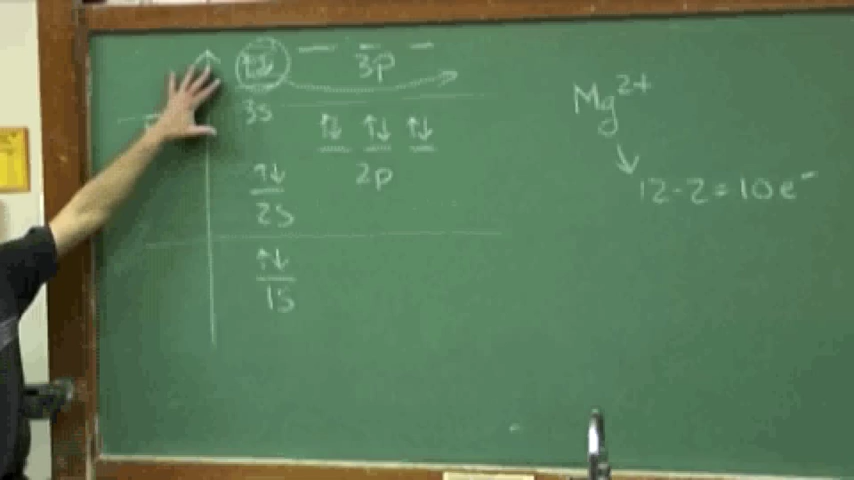 ↑↓ 3p
3s
↑↓ ↑↓ ↑↓
↑↓ 2p
2s
↑↓
1s
Mg²⁺
12-2=10e⁻